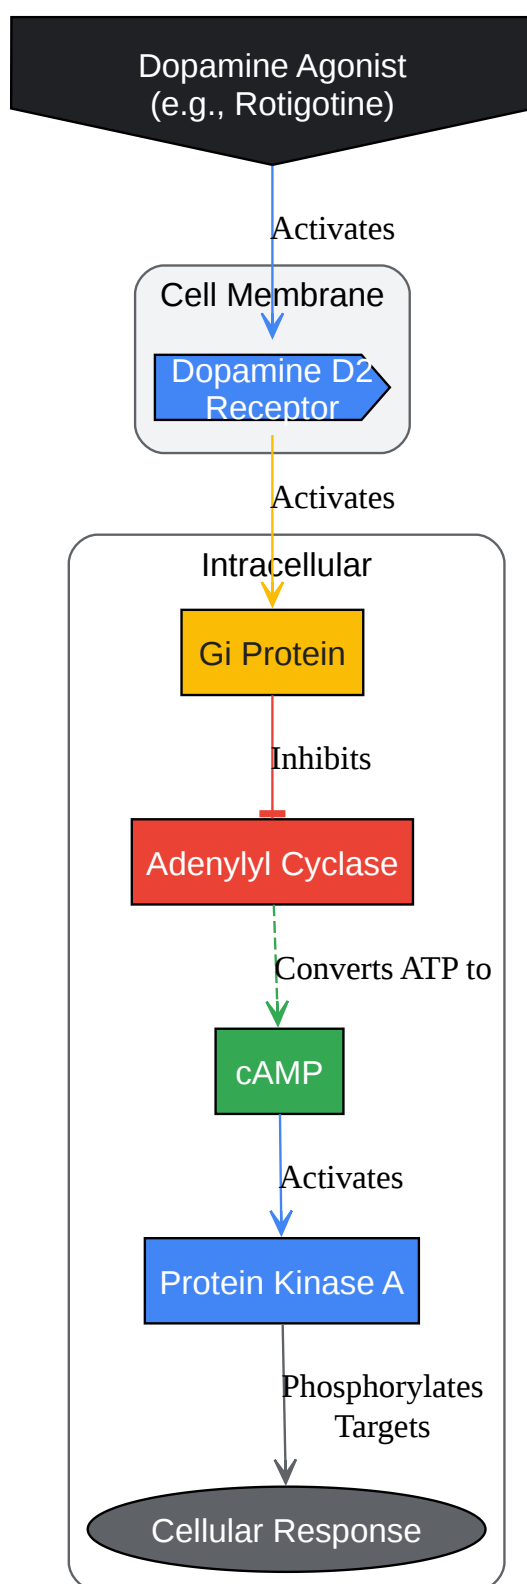 Dopamine Agonist
(e.g., Rotigotine)
Activates
Cell Membrane
Dopamine D2
Receptor
Activates
Intracellular
Gi Protein
Inhibits
Adenylyl Cyclase
Converts ATP to
cAMP
Activates
Protein Kinase A
Phosphorylates
Targets
Cellular Response